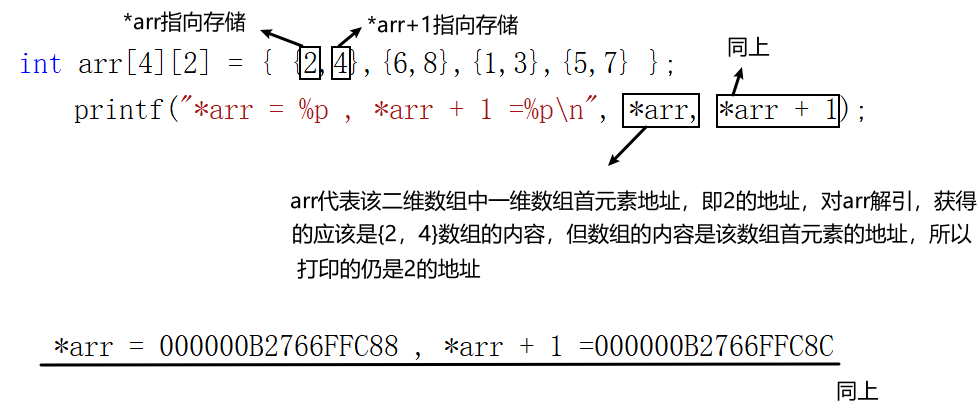 *arr指向存储
*arr+1指向存储
同上
int arr[4][2] = { {2,4},{6,8},{1,3},{5,7} };
printf("*arr = %p , *arr + 1 =%p\n", *arr, *arr + 1);
arr代表该二维数组中一维数组首元素地址，即2的地址，对arr解引，获得
的应该是{2，4}数组的内容，但数组的内容是该数组首元素的地址，所以
打印的仍是2的地址
*arr = 000000B2766FFC88 , *arr + 1 =000000B2766FFC8C
同上